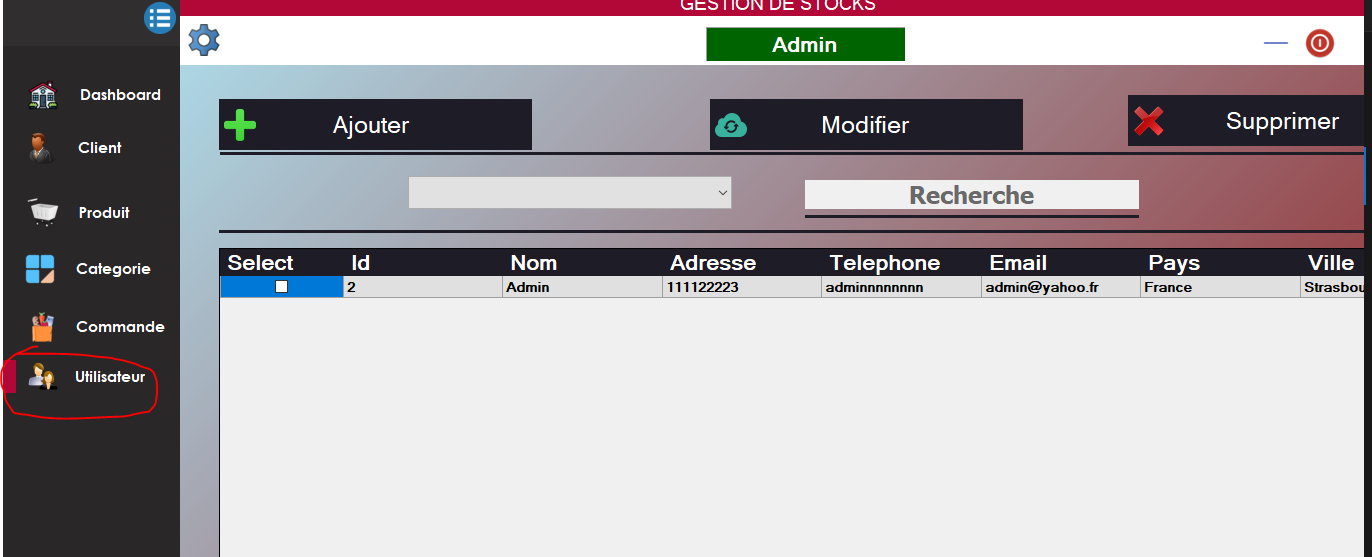 GESTION DE STOCKS
Admin
Dashboard
Client
Produit
Categorie
Commande
Utilisateur
Ajouter
Modifier
Supprimer
Recherche
Select Id Nom Adresse Telephone Email Pays Ville
2 Admin 111122223 adminnnnnnnn admin@yahoo.fr France Strasbou